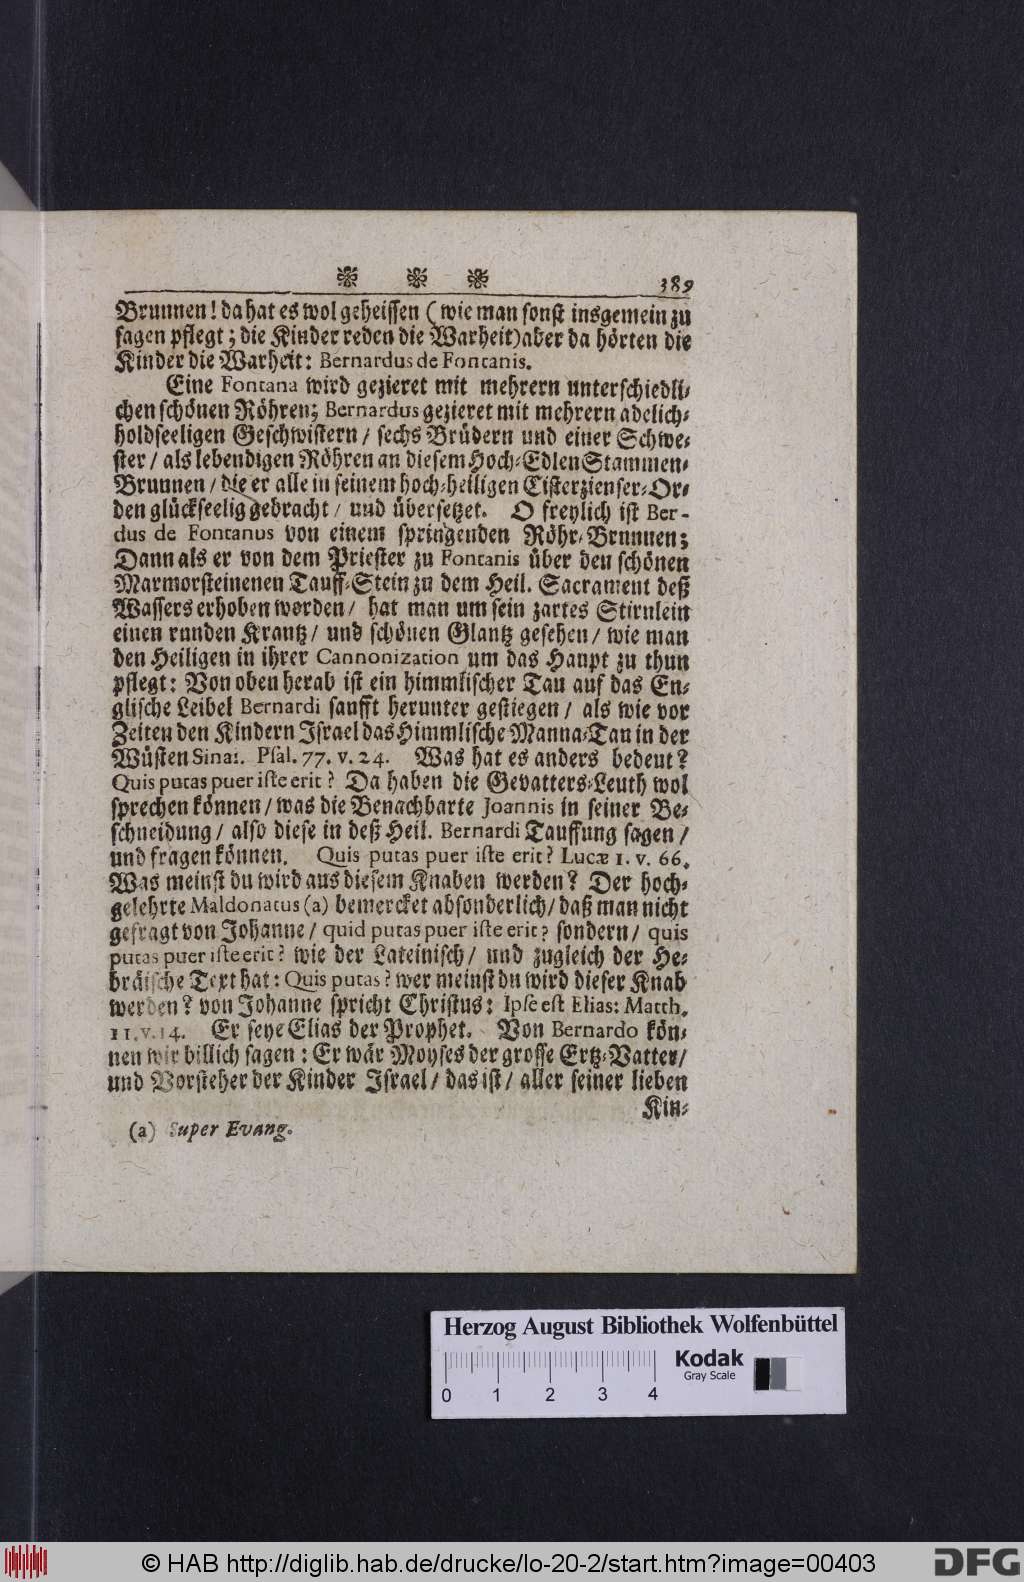 389
Brunnen! da hat es wol geheissen (wie man sonst insgemein zu
sagen pflegt; die Kinder reden die Warheit) aber da hörten die
Kinder die Warheit: Bernardus de Fontanis.
Eine Fontana wird gezieret mit mehrern unterschiedli-
chen schönen Röhren; Bernardus gezieret mit mehrern adelich-
holdseeligen Geschwistern / sechs Brüdern und einer Schwe-
ster / als lebendigen Röhren an diesem Hoch-Edlen Stammen-
Brunnen / die er alle in seinem hoch-heiligen Cisterzienser-Or-
den glückseelig gebracht / und übersetzet. O freylich ist Ber-
dus de Fontanus von einem springenden Röhr-Brunnen;
Dann als er von dem Priester zu Fontanis über den schönen
Marmorsteinenen Tauff-Stein zu dem Heil. Sacrament deß
Wassers erhoben worden / hat man um sein zartes Stirnlein
einen runden Krantz / und schönen Glantz gesehen / wie man
den Heiligen in ihrer Cannonization um das Haupt zu thun
pflegt: Von oben herab ist ein himmlischer Tau auf das En-
glische Leibel Bernardi saufft herunter gestiegen / als wie vor
Zeiten den Kindern Israel das Himmlische Manna-Tau in der
Wüsten Sinai. Psal. 77. v. 24. Was hat es anders bedeut?
Quis putas puer iste erit? Da haben die Gevatters-Leuth wol
sprechen können / was die Benachbarte Joannis in seiner Be-
schneidung / also diese in deß Heil. Bernardi Tauffung sagen /
und fragen können. Quis putas puer iste erit? Lucæ 1. v. 66.
Was meinst du wird aus diesem Knaben werden? Der hoch-
gelehrte Maldonatus (a) bemercket absonderlich / daß man nicht
gefragt von Johanne / quid putas puer iste erit? sondern / quis
putas puer iste erit? wie der Lateinisch / und zugleich der He-
bräische Text hat: Quis putas? wer meinst du wird dieser Knab
werden? von Johanne spricht Christus: Ipse est Elias: Matth.
11. v. 14. Er seye Elias der Prophet. Von Bernardo kön-
nen wir billich sagen: Er wär Moyses der grosse Ertz-Vatter /
und Vorsteher der Kinder Israel / das ist / aller seiner lieben
Kin-
(a) Super Evang.
Herzog August Bibliothek Wolfenbüttel
Kodak
Gray Scale
0 1 2 3 4
© HAB http://diglib.hab.de/drucke/lo-20-2/start.htm?image=00403
DFG